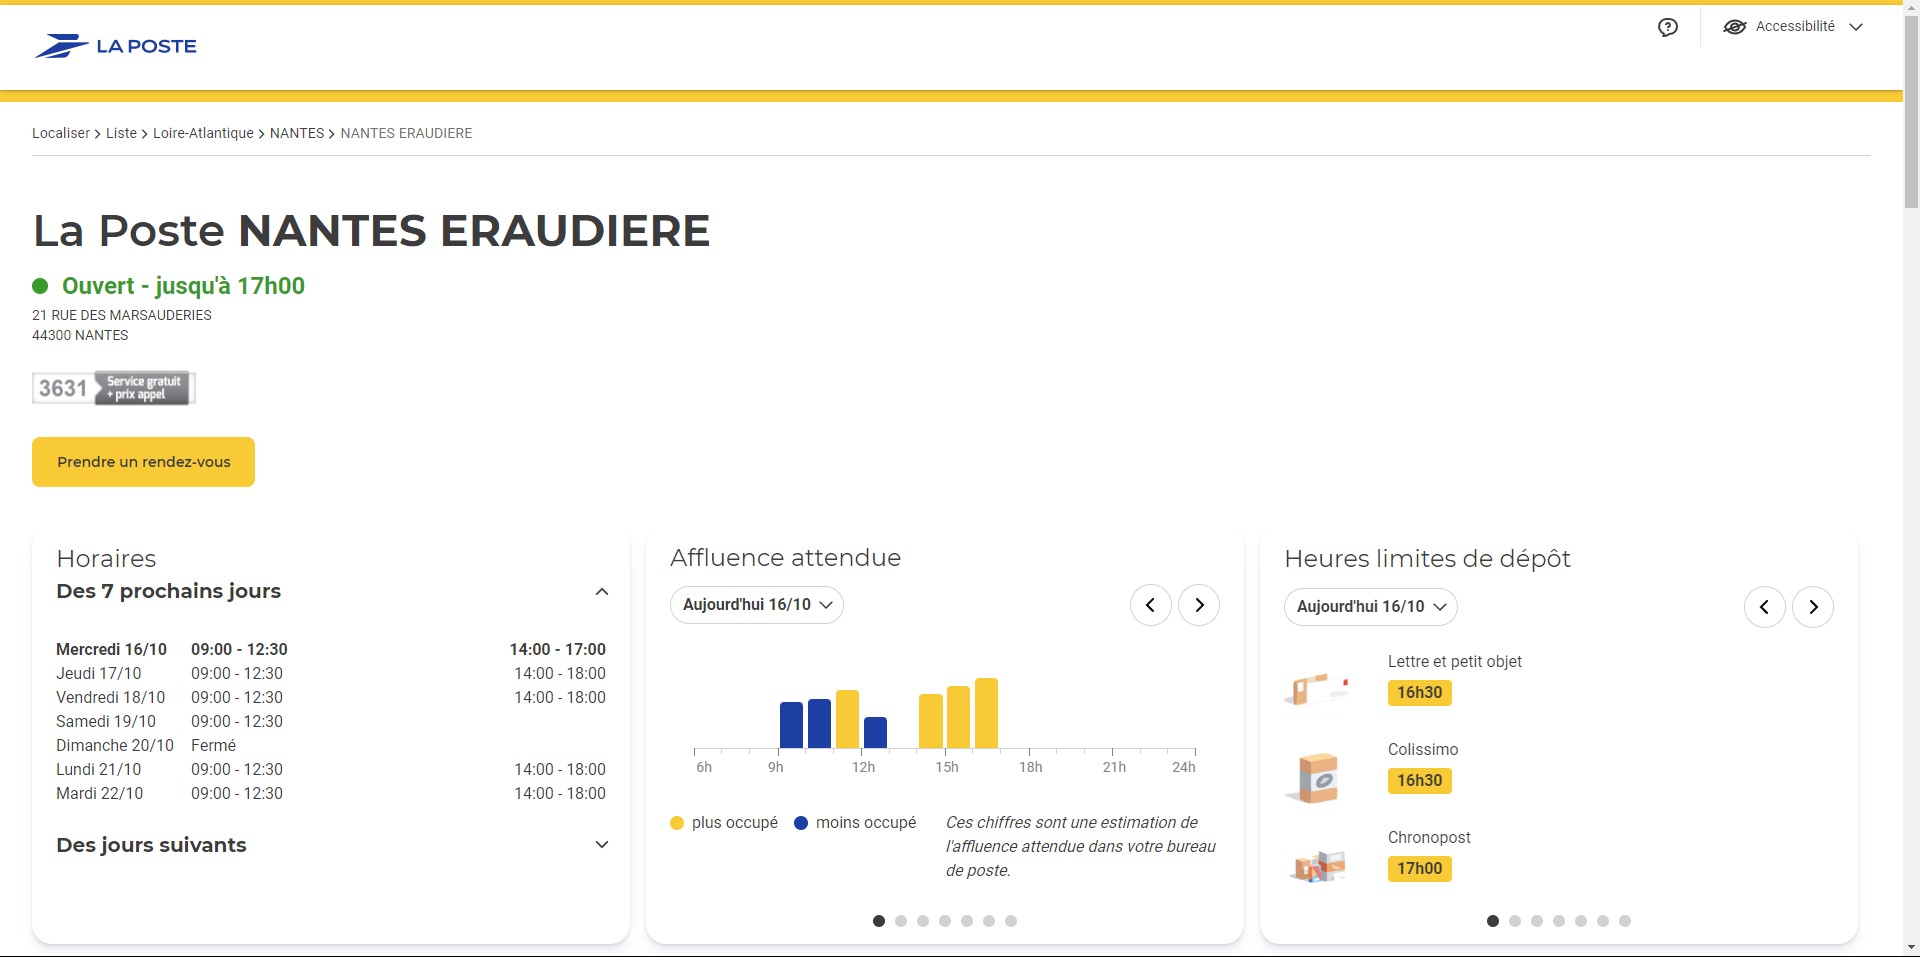 LA POSTE
Accessibilité
Localiser > Liste > Loire-Atlantique > NANTES > NANTES ERAUDIERE
La Poste NANTES ERAUDIERE
Ouvert - jusqu'à 17h00
21 RUE DES MARSAUDERIES
44300 NANTES
3631 Service gratuit
+ prix appel
Prendre un rendez-vous
Horaires
Des 7 prochains jours
Mercredi 16/10 09:00 - 12:30 14:00 - 17:00
Jeudi 17/10 09:00 - 12:30 14:00 - 18:00
Vendredi 18/10 09:00 - 12:30 14:00 - 18:00
Samedi 19/10 09:00 - 12:30
Dimanche 20/10 Fermé
Lundi 21/10 09:00 - 12:30 14:00 - 18:00
Mardi 22/10 09:00 - 12:30 14:00 - 18:00
Des jours suivants
Affluence attendue
Aujourd'hui 16/10
6h 9h 12h 15h 18h 21h 24h
plus occupé moins occupé
Ces chiffres sont une estimation de
l'affluence attendue dans votre bureau
de poste.
Heures limites de dépôt
Aujourd'hui 16/10
Lettre et petit objet
16h30
Colissimo
16h30
Chronopost
17h00